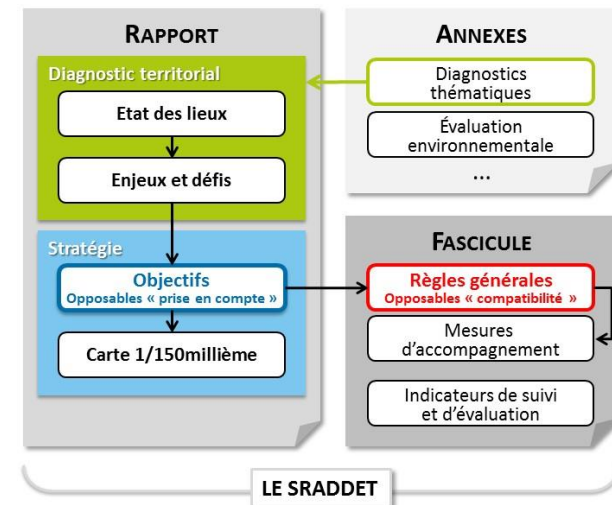 RAPPORT
Diagnostic territorial
Etat des lieux
Enjeux et défis
Stratégie
Objectifs
Opposables « prise en compte »
Carte 1/150millième
ANNEXES
Diagnostics
thématiques
Évaluation
environnementale
...
FASCICULE
Règles générales
Opposables « compatibilité »
Mesures
d'accompagnement
Indicateurs de suivi
et d'évaluation
LE SRADDET